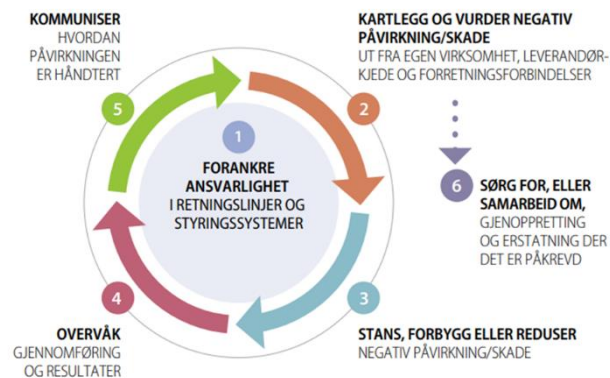 1
FORANKRE
ANSVARLIGHET
I RETNINGSLINJER OG
STYRINGSSYSTEMER
2
KARTLEGG OG VURDER NEGATIV
PÅVIRKNING/SKADE
UT FRA EGEN VIRKSOMHET, LEVERANDØR-
KJEDE OG FORRETNINGSFORBINDELSER
3
STANS, FORBYGG ELLER REDUSER
NEGATIV PÅVIRKNING/SKADE
4
OVERVÅK
GJENNOMFØRING
OG RESULTATER
5
KOMMUNISER
HVORDAN
PÅVIRKNINGEN
ER HÅNDTERT
6
SØRG FOR, ELLER
SAMARBEID OM,
GJENOPPRETTING
OG ERSTATNING DER
DET ER PÅKREVD